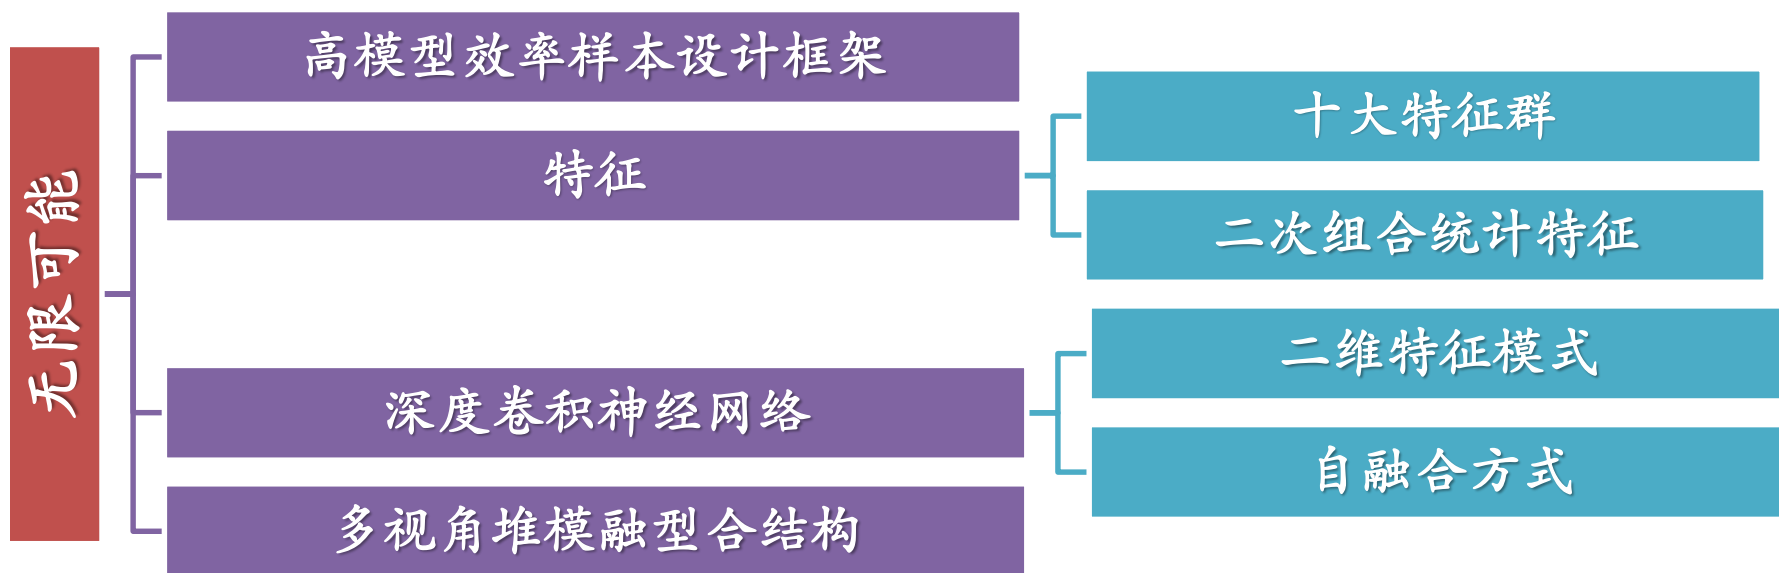 无限可能
高模型效率样本设计框架
特征
十大特征群
二次组合统计特征
深度卷积神经网络
二维特征模式
自融合方式
多视角堆模融型合结构